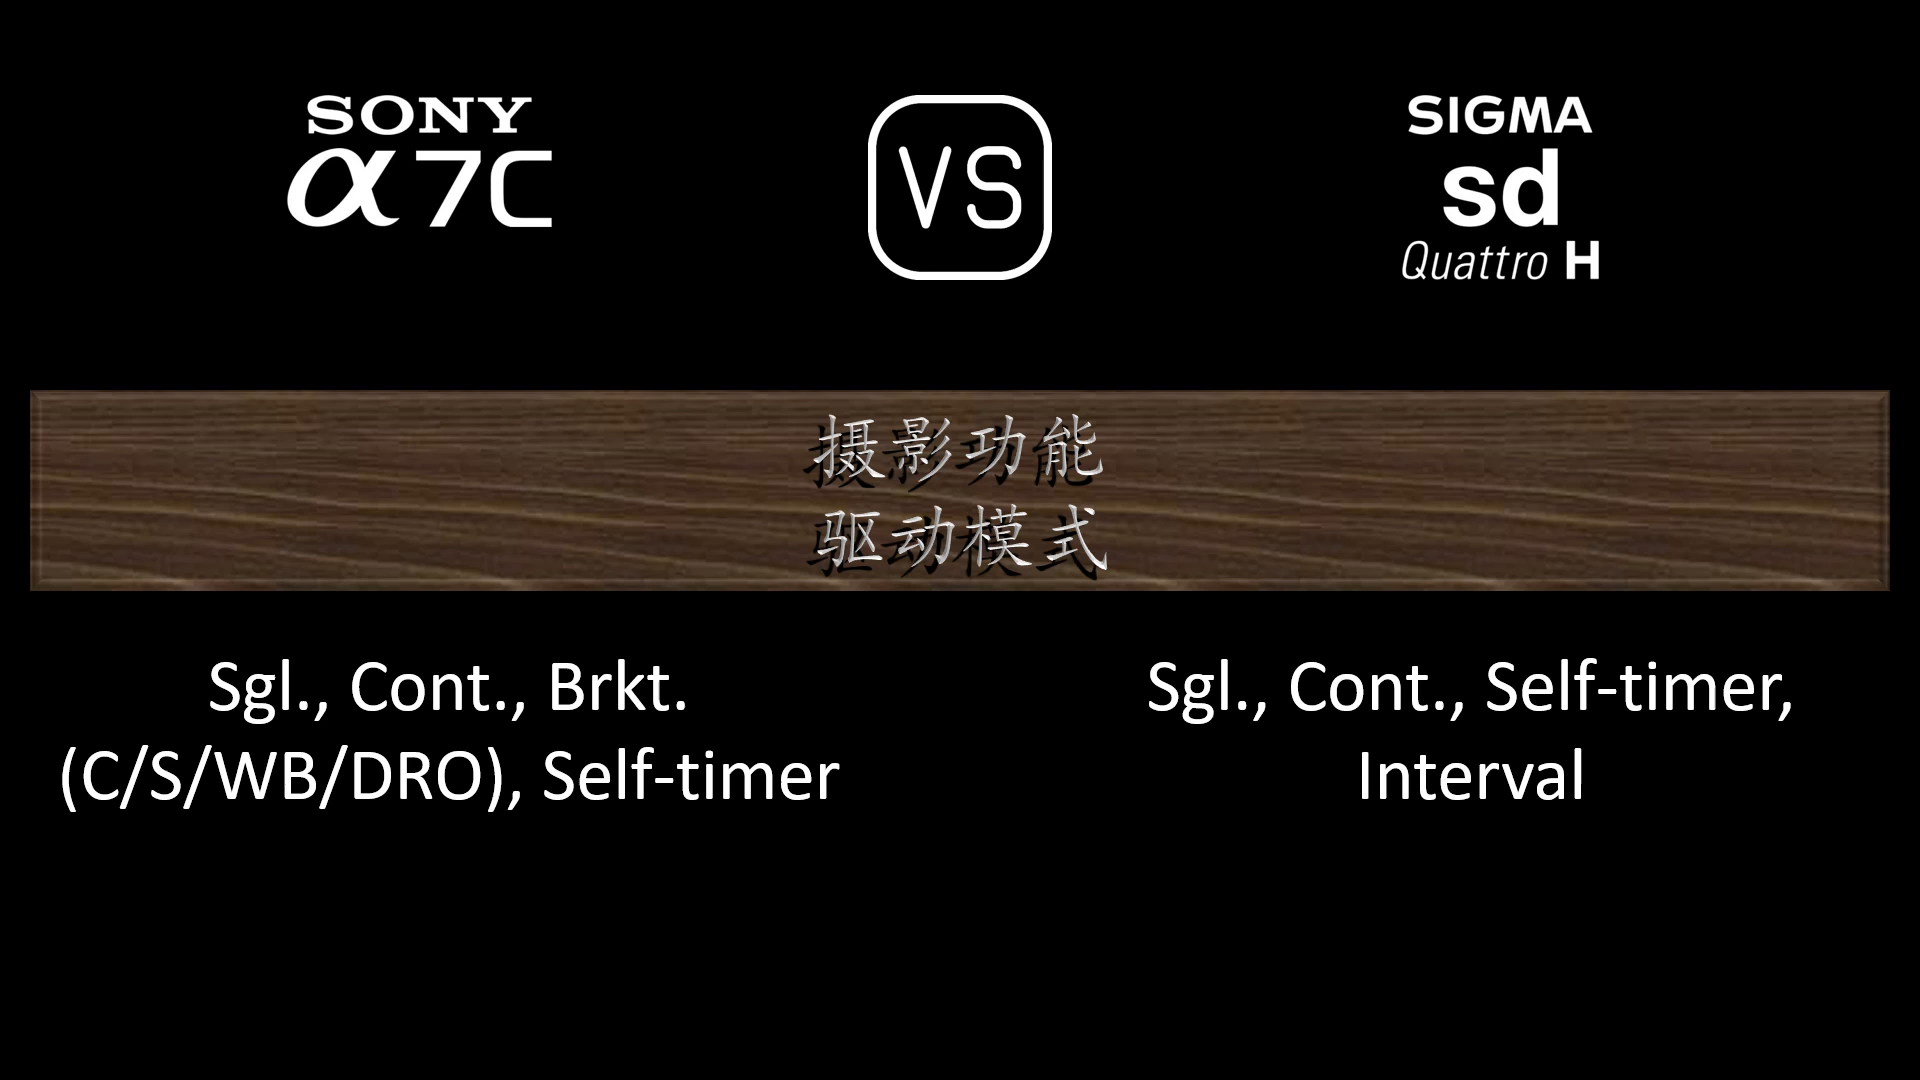 SONY
α7C
VS
SIGMA
sd
Quattro H
摄影功能
驱动模式
Sgl., Cont., Brkt.
(C/S/WB/DRO), Self-timer
Sgl., Cont., Self-timer,
Interval